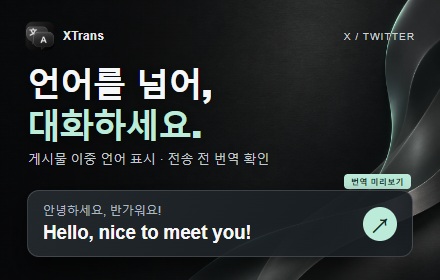 XTrans
X / TWITTER
언어를 넘어,
대화하세요.
게시물 이중 언어 표시 · 전송 전 번역 확인
번역 미리보기
안녕하세요, 반가워요!
Hello, nice to meet you!